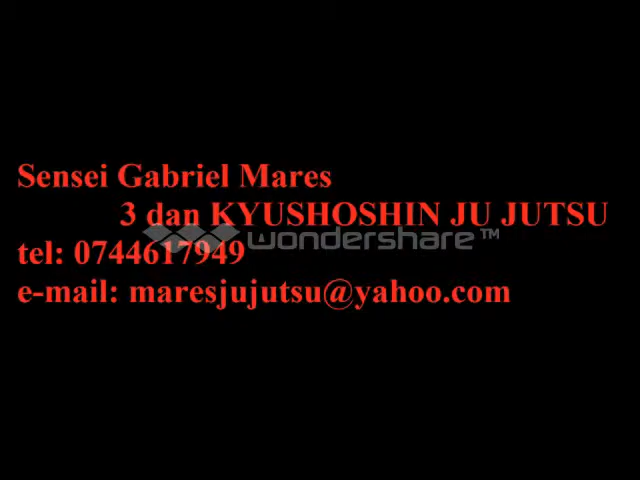 Sensei Gabriel Mares
3 dan KYUSHOSHIN JU JUTSU
wondershare™
tel: 0744617949
e-mail: maresjujutsu@yahoo.com